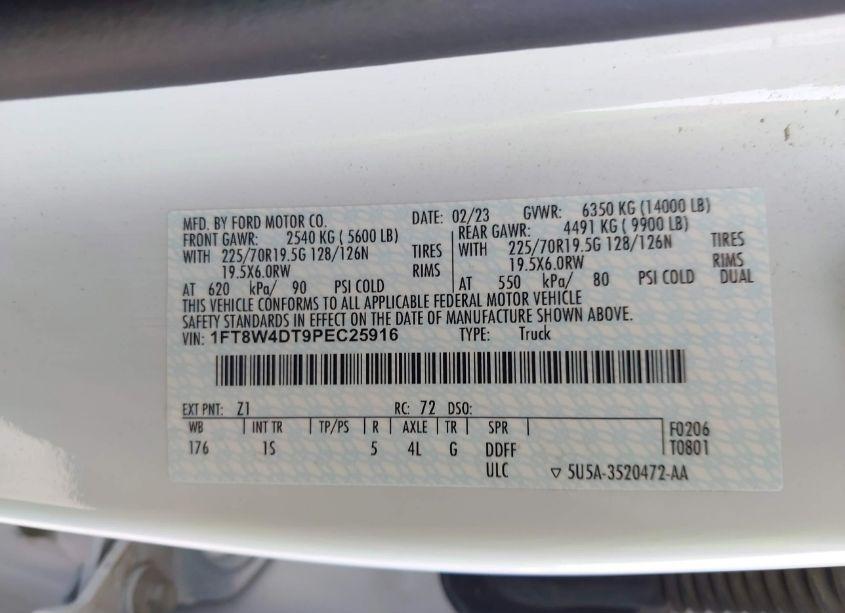 MFD. BY FORD MOTOR CO. DATE: 02/23 GVWR: 6350 KG (14000 LB)
FRONT GAWR: 2540 KG ( 5600 LB) REAR GAWR: 4491 KG ( 9900 LB)
WITH 225/70R19.5G 128/126N TIRES WITH 225/70R19.5G 128/126N TIRES
19.5X6.0RW RIMS 19.5X6.0RW RIMS
AT 620 kPa/ 90 PSI COLD AT 550 kPa/ 80 PSI COLD DUAL
THIS VEHICLE CONFORMS TO ALL APPLICABLE FEDERAL MOTOR VEHICLE
SAFETY STANDARDS IN EFFECT ON THE DATE OF MANUFACTURE SHOWN ABOVE.
VIN: 1FT8W4DT9PEC25916 TYPE: Truck
EXT PNT: Z1 RC: 72 DSO:
WB INT TR TP/PS R AXLE TR SPR F0206
176 1S 5 4L G DDFF T0801
ULC ▽ 5U5A-3520472-AA